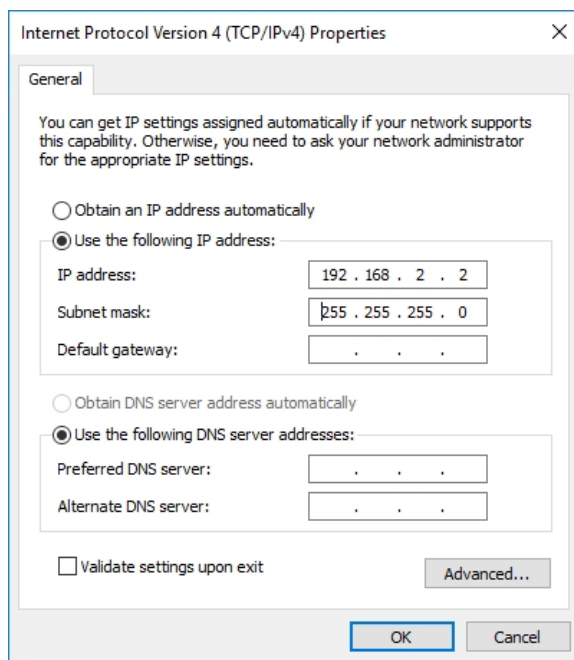 Internet Protocol Version 4 (TCP/IPv4) Properties
General
You can get IP settings assigned automatically if your network supports
this capability. Otherwise, you need to ask your network administrator
for the appropriate IP settings.
Obtain an IP address automatically
Use the following IP address:
IP address: 192 . 168 . 2 . 2
Subnet mask: 255 . 255 . 255 . 0
Default gateway: . . .
Obtain DNS server address automatically
Use the following DNS server addresses:
Preferred DNS server: . . .
Alternate DNS server: . . .
Validate settings upon exit
Advanced...
OK Cancel